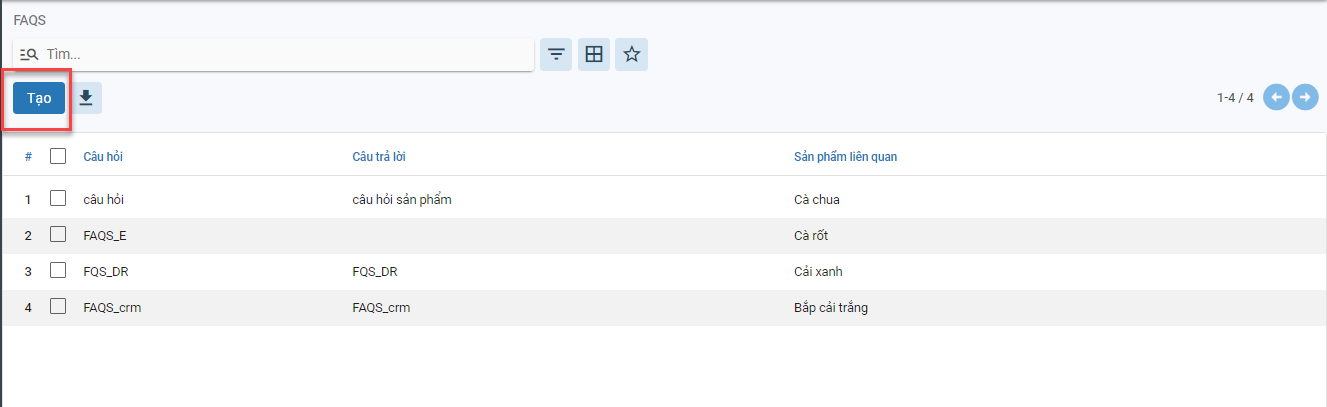 FAQS
Tìm...
Tạo
1-4 / 4
# Câu hỏi Câu trả lời Sản phẩm liên quan
1 câu hỏi câu hỏi sản phẩm Cà chua
2 FAQS_E Cà rốt
3 FQS_DR FQS_DR Cải xanh
4 FAQS_crm FAQS_crm Bắp cải trắng